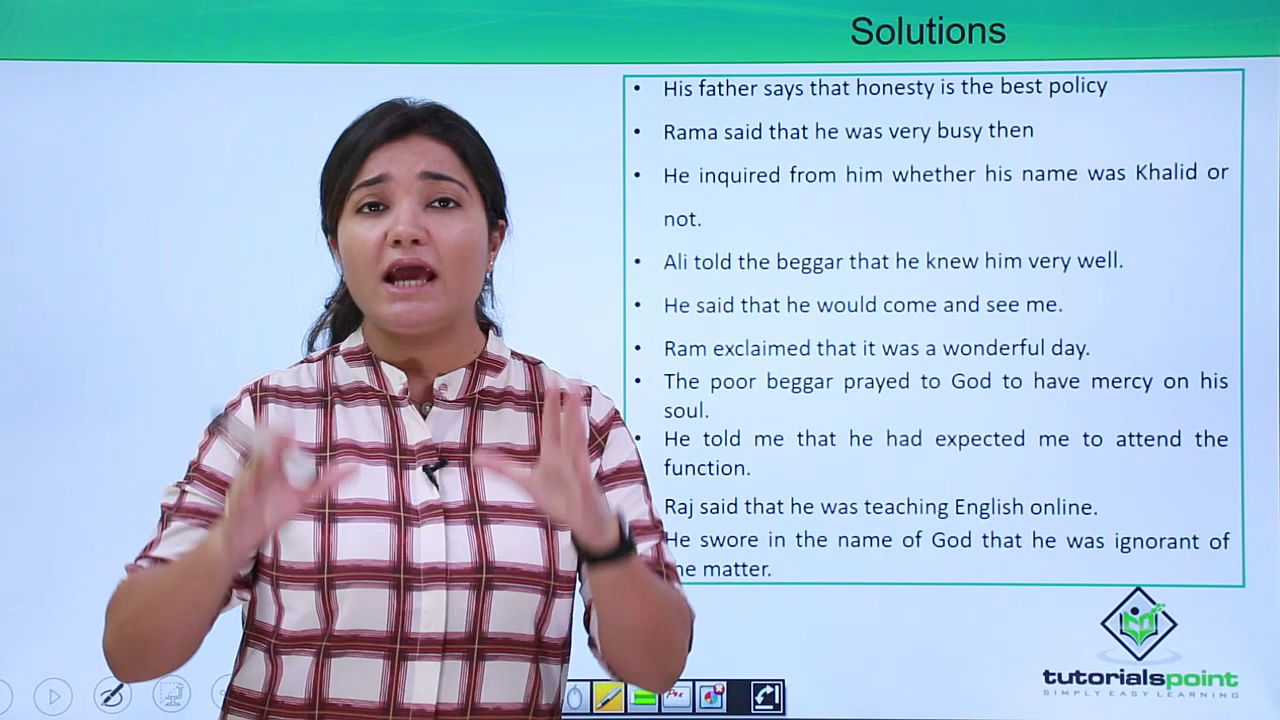 Solutions
• His father says that honesty is the best policy
• Rama said that he was very busy then
• He inquired from him whether his name was Khalid or
not.
• Ali told the beggar that he knew him very well.
• He said that he would come and see me.
• Ram exclaimed that it was a wonderful day.
• The poor beggar prayed to God to have mercy on his
soul.
• He told me that he had expected me to attend the
function.
Raj said that he was teaching English online.
He swore in the name of God that he was ignorant of
he matter.
tutorialspoint
SIMPLY EASY LEARNING